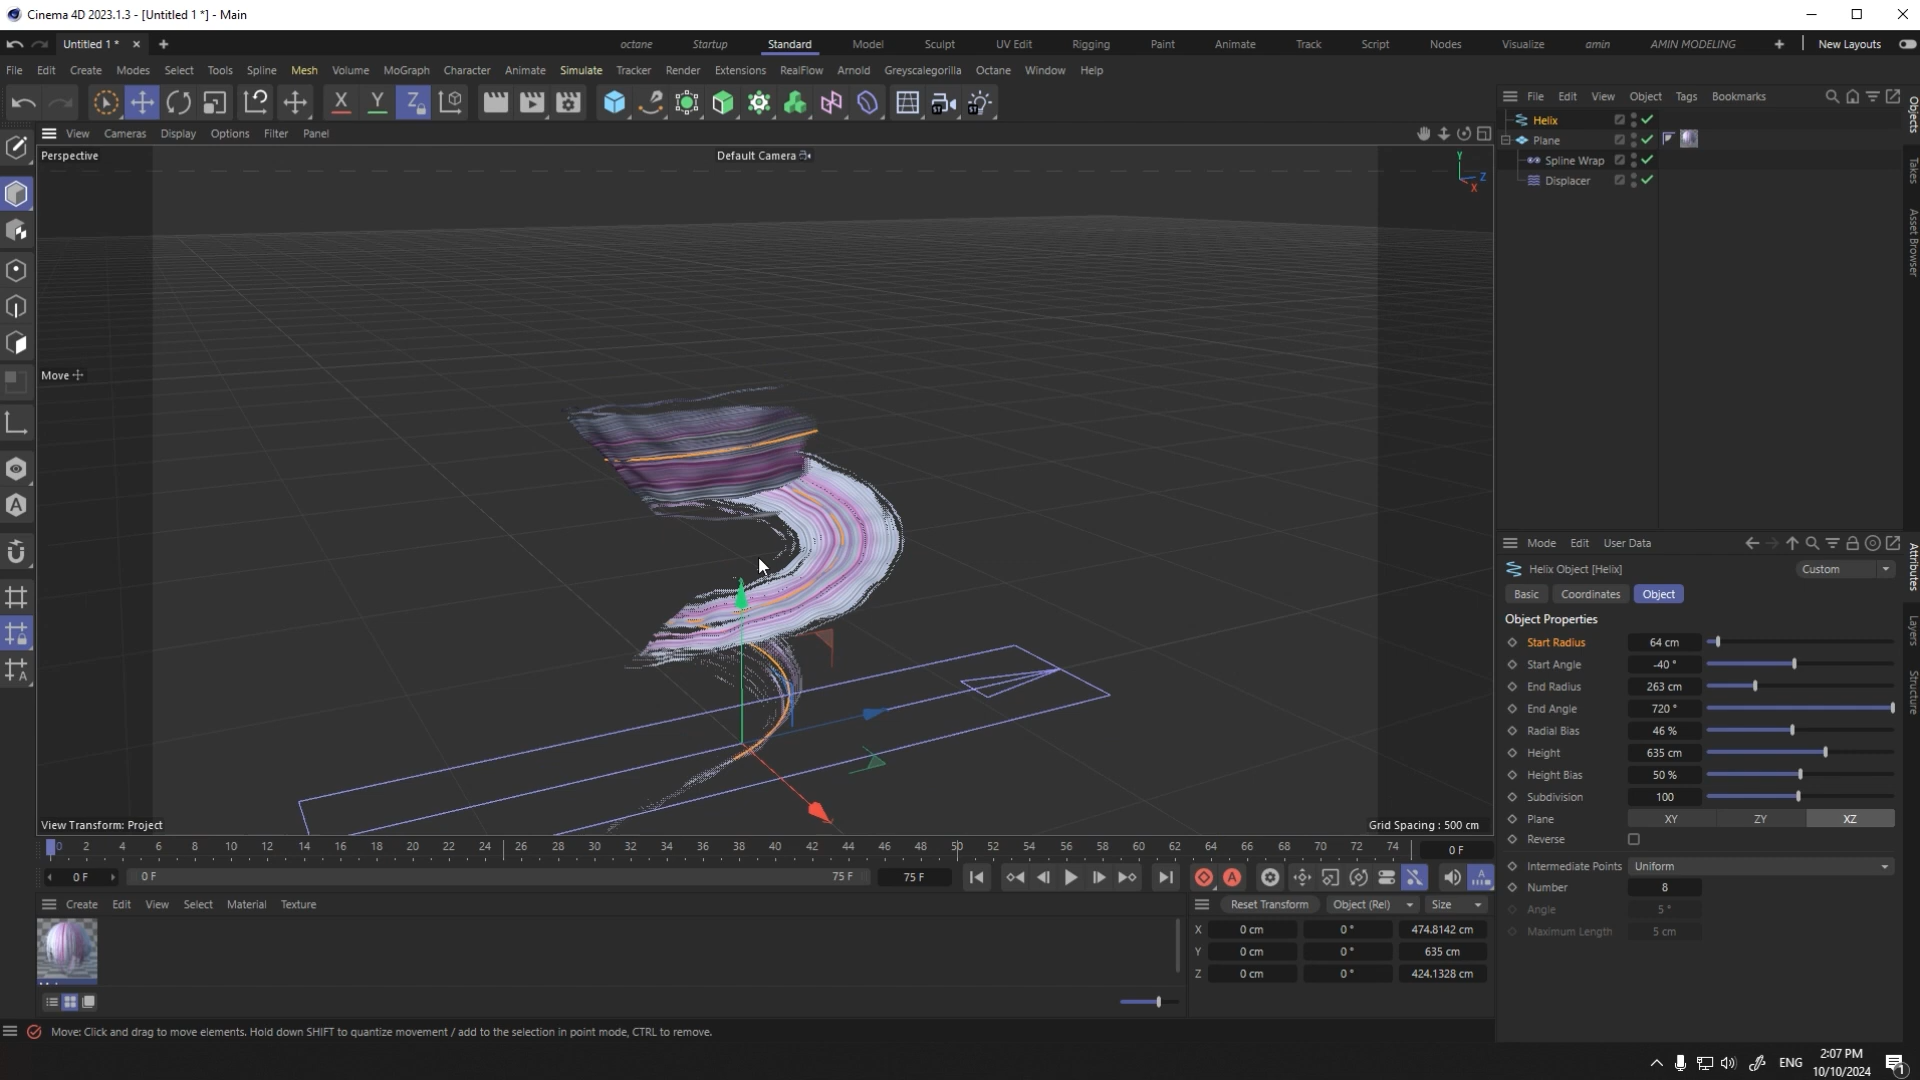 Cinema 4D 2023.1.3 - [Untitled 1 *] - Main
Untitled 1 *
octane Startup Standard Model Sculpt UV Edit Rigging Paint Animate Track Script Nodes Visualize amin AMIN MODELING New Layouts
File Edit Create Modes Select Tools Spline Mesh Volume MoGraph Character Animate Simulate Tracker Render Extensions RealFlow Arnold Greyscalegorilla Octane Window Help
X Y Z
File Edit View Object Tags Bookmarks
View Cameras Display Options Filter Panel
Perspective
Default Camera
Y
Z
X
Move
View Transform: Project
Grid Spacing : 500 cm
Helix
Plane
Spline Wrap
Displacer
Objects
Takes
Asset Browser
Mode Edit User Data
Helix Object [Helix]
Custom
Basic Coordinates Object
Object Properties
Start Radius 64 cm
Start Angle -40 °
End Radius 263 cm
End Angle 720 °
Radial Bias 46 %
Height 635 cm
Height Bias 50 %
Subdivision 100
Plane XY ZY XZ
Reverse
Intermediate Points Uniform
Number 8
Angle 5 °
Maximum Length 5 cm
Attributes
Layers
Structure
0 2 4 6 8 10 12 14 16 18 20 22 24 26 28 30 32 34 36 38 40 42 44 46 48 50 52 54 56 58 60 62 64 66 68 70 72 74
0 F
0 F 0 F 75 F 75 F
Create Edit View Select Material Texture
Reset Transform Object (Rel) Size
X 0 cm 0 ° 474.8142 cm
Y 0 cm 0 ° 635 cm
Z 0 cm 0 ° 424.1328 cm
Move: Click and drag to move elements. Hold down SHIFT to quantize movement / add to the selection in point mode, CTRL to remove.
ENG
2:07 PM
10/10/2024
1